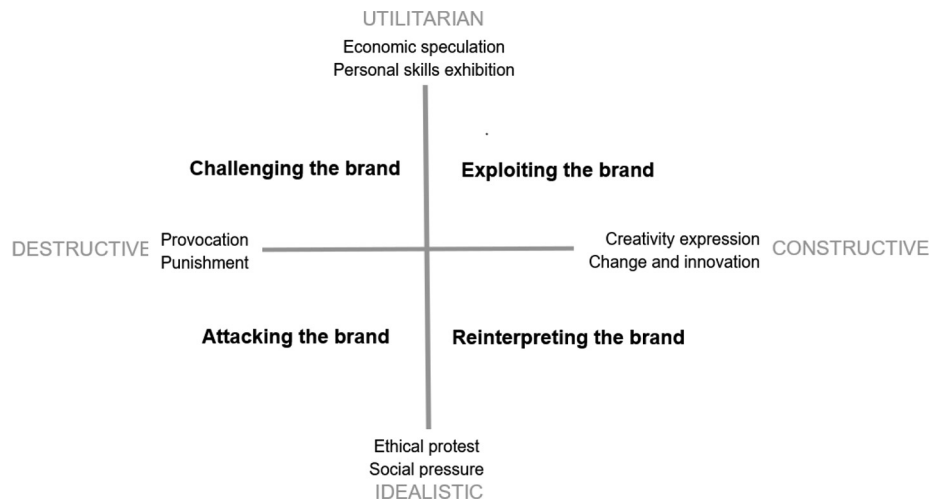 UTILITARIAN
Economic speculation
Personal skills exhibition
Challenging the brand
Exploiting the brand
DESTRUCTIVE
Provocation
Punishment
Creativity expression
Change and innovation
CONSTRUCTIVE
Attacking the brand
Reinterpreting the brand
Ethical protest
Social pressure
IDEALISTIC